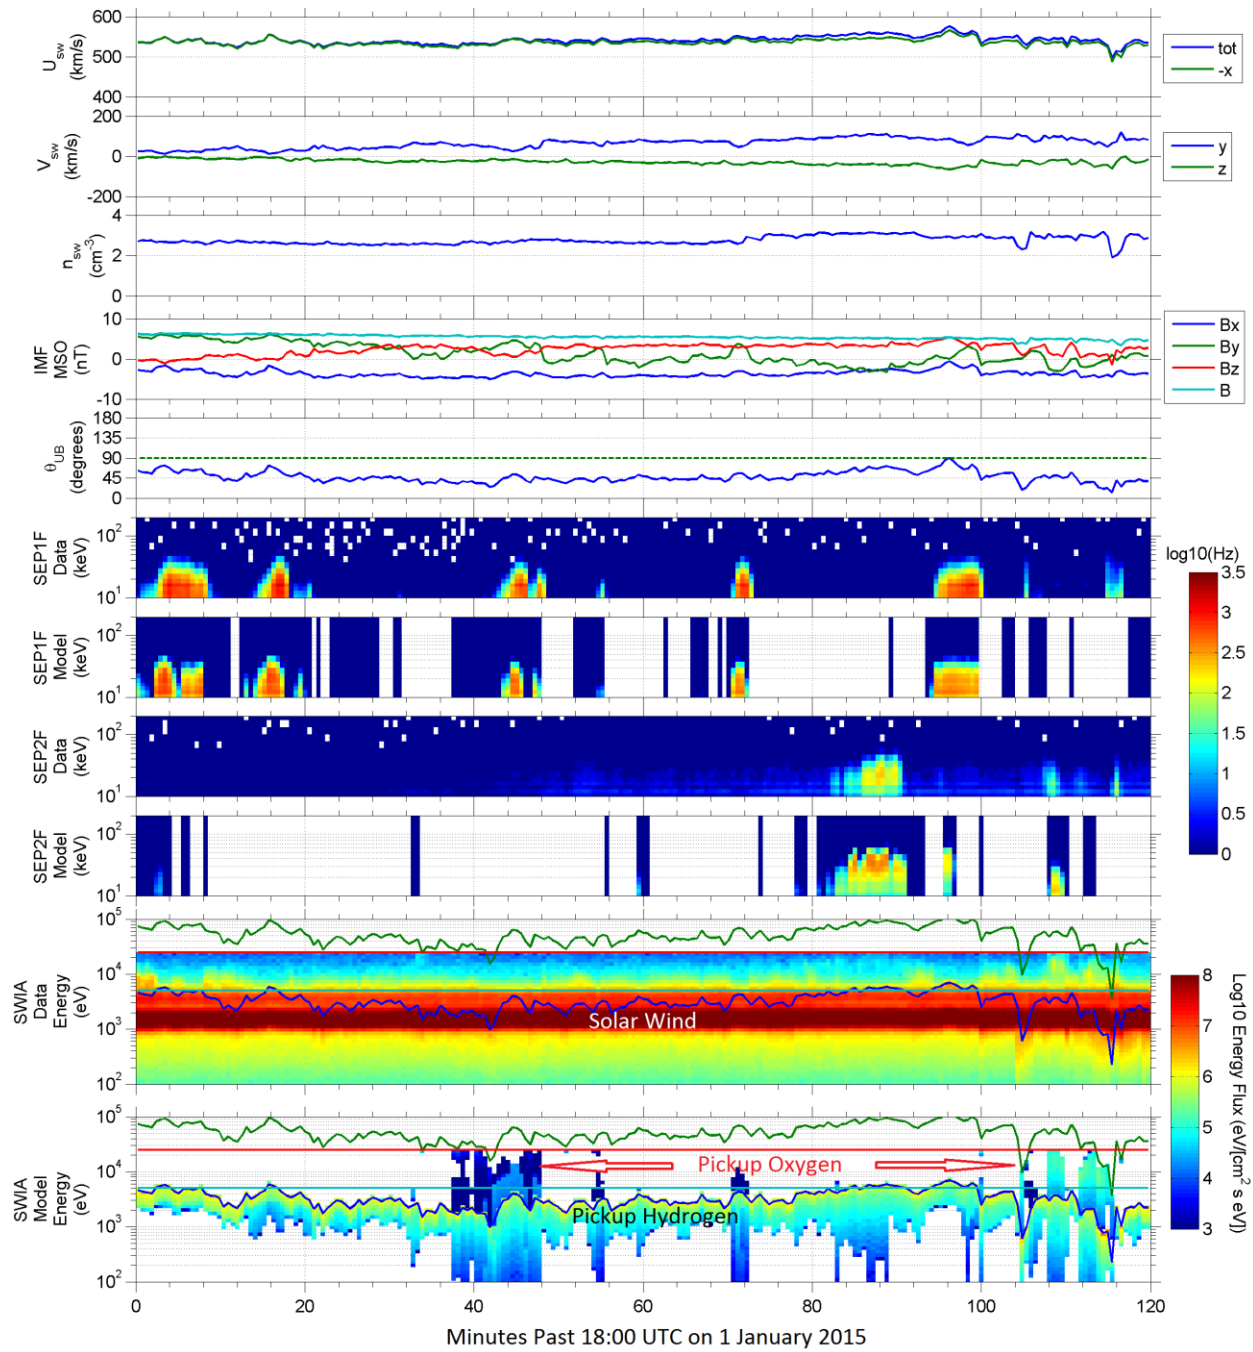 600
500
400
U_sw
(km/s)
tot
-x
200
0
-200
V_sw
(km/s)
y
z
4
2
0
n_sw
(cm^-3)
10
0
-10
IMF
MSO
(nT)
Bx
By
Bz
B
180
135
90
45
0
θ_UB
(degrees)
SEP1F
Data
(keV)
10^2
10^1
SEP1F
Model
(keV)
10^2
10^1
SEP2F
Data
(keV)
10^2
10^1
SEP2F
Model
(keV)
10^2
10^1
log10(Hz)
3.5
3
2.5
2
1.5
1
0.5
0
SWIA
Data
Energy
(eV)
10^5
10^4
10^3
10^2
Solar Wind
SWIA
Model
Energy
(eV)
10^5
10^4
10^3
10^2
Pickup Oxygen
Pickup Hydrogen
8
7
6
5
4
3
Log10 Energy Flux (eV/[cm^2 s eV])
0 20 40 60 80 100 120
Minutes Past 18:00 UTC on 1 January 2015